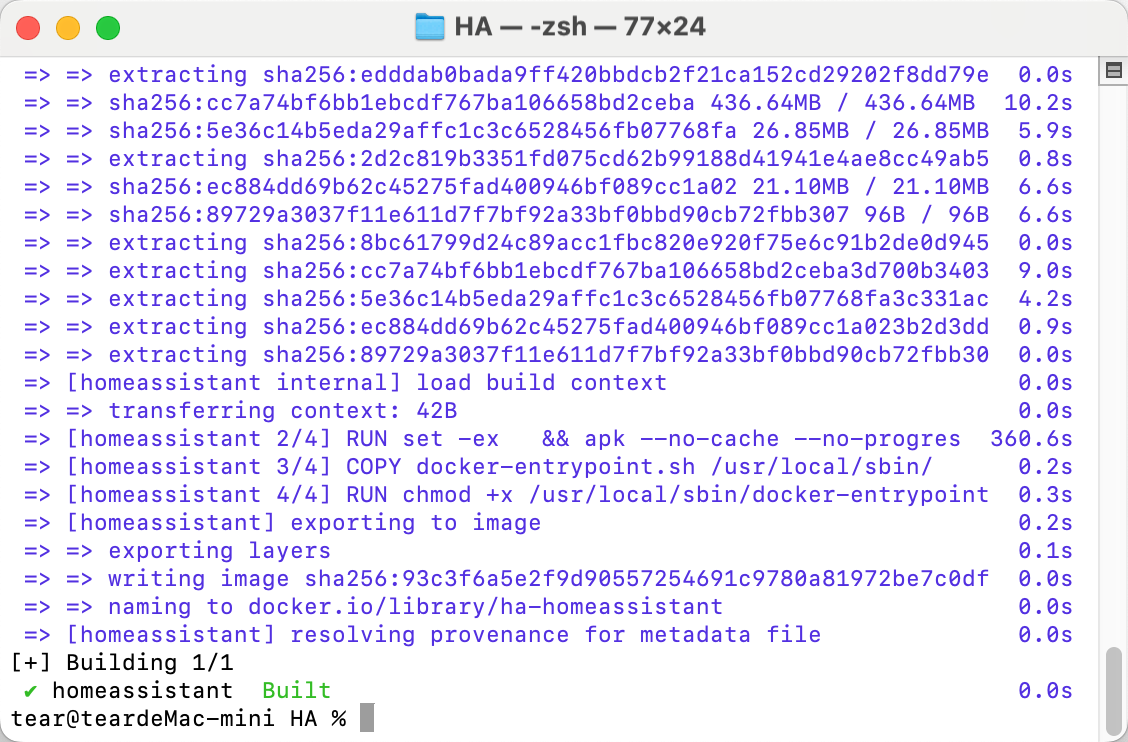 HA — -zsh — 77×24
=> => extracting sha256:edddab0bada9ff420bbdcb2f21ca152cd29202f8dd79e 0.0s
=> => sha256:cc7a74bf6bb1ebcdf767ba106658bd2ceba 436.64MB / 436.64MB 10.2s
=> => sha256:5e36c14b5eda29affc1c3c6528456fb07768fa 26.85MB / 26.85MB 5.9s
=> => extracting sha256:2d2c819b3351fd075cd62b99188d41941e4ae8cc49ab5 0.8s
=> => sha256:ec884dd69b62c45275fad400946bf089cc1a02 21.10MB / 21.10MB 6.6s
=> => sha256:89729a3037f11e611d7f7bf92a33bf0bbd90cb72fbb307 96B / 96B 6.6s
=> => extracting sha256:8bc61799d24c89acc1fbc820e920f75e6c91b2de0d945 0.0s
=> => extracting sha256:cc7a74bf6bb1ebcdf767ba106658bd2ceba3d700b3403 9.0s
=> => extracting sha256:5e36c14b5eda29affc1c3c6528456fb07768fa3c331ac 4.2s
=> => extracting sha256:ec884dd69b62c45275fad400946bf089cc1a023b2d3dd 0.9s
=> => extracting sha256:89729a3037f11e611d7f7bf92a33bf0bbd90cb72fbb30 0.0s
=> [homeassistant internal] load build context 0.0s
=> => transferring context: 42B 0.0s
=> [homeassistant 2/4] RUN set -ex   && apk --no-cache --no-progres 360.6s
=> [homeassistant 3/4] COPY docker-entrypoint.sh /usr/local/sbin/ 0.2s
=> [homeassistant 4/4] RUN chmod +x /usr/local/sbin/docker-entrypoint 0.3s
=> [homeassistant] exporting to image 0.2s
=> => exporting layers 0.1s
=> => writing image sha256:93c3f6a5e2f9d90557254691c9780a81972be7c0df 0.0s
=> => naming to docker.io/library/ha-homeassistant 0.0s
=> [homeassistant] resolving provenance for metadata file 0.0s
[+] Building 1/1
✔ homeassistant  Built 0.0s
tear@teardeMac-mini HA %